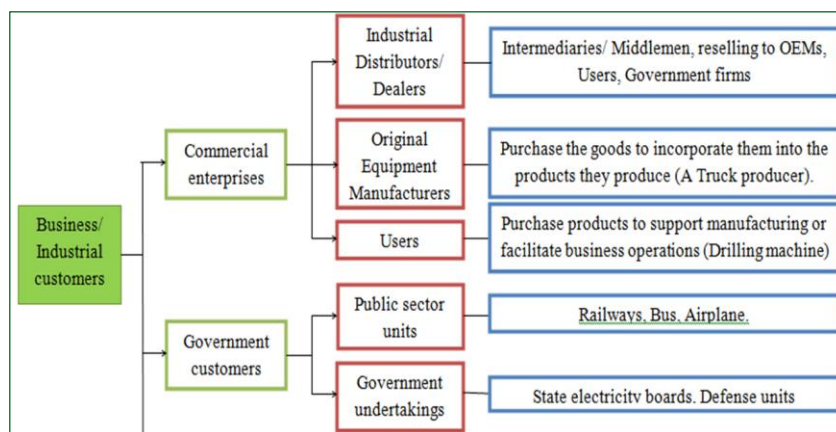 Business/
Industrial
customers
Commercial
enterprises
Industrial
Distributors/
Dealers
Intermediaries/ Middlemen, reselling to OEMs,
Users, Government firms
Original
Equipment
Manufacturers
Purchase the goods to incorporate them into the
products they produce (A Truck producer).
Users
Purchase products to support manufacturing or
facilitate business operations (Drilling machine)
Government
customers
Public sector
units
Railways, Bus, Airplane.
Government
undertakings
State electricity boards. Defense units